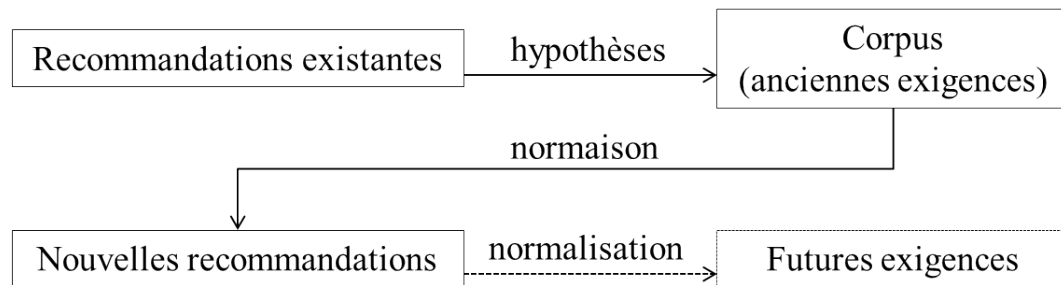 Recommandations existantes
hypothèses
Corpus
(anciennes exigences)
normaison
Nouvelles recommandations
normalisation
Futures exigences